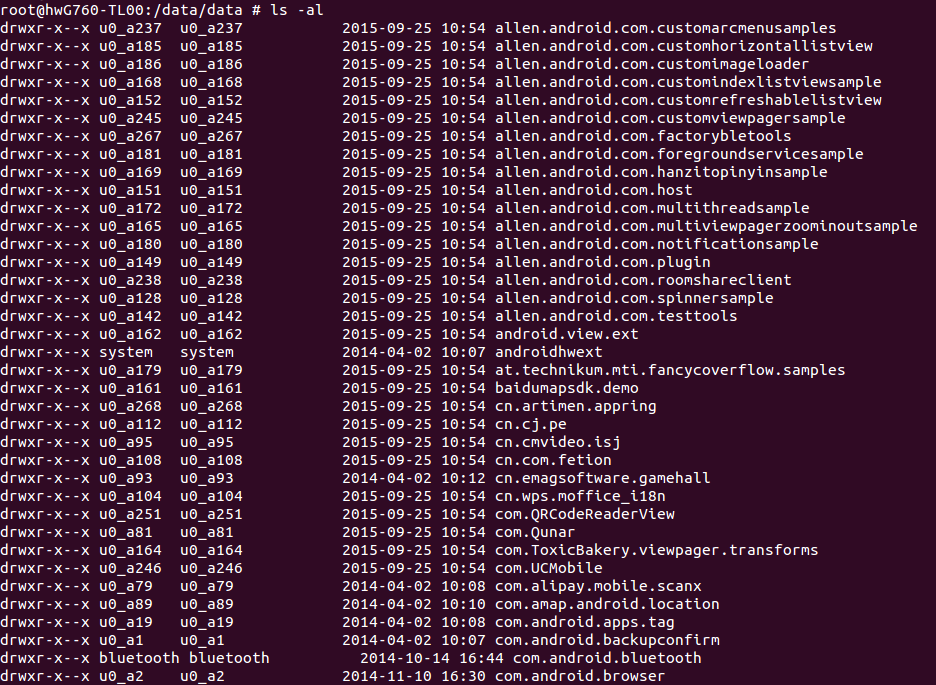 root@hwG760-TL00:/data/data # ls -al
drwxr-x--x u0_a237  u0_a237           2015-09-25 10:54 allen.android.com.customarcmenusamples
drwxr-x--x u0_a185  u0_a185           2015-09-25 10:54 allen.android.com.customhorizontallistview
drwxr-x--x u0_a186  u0_a186           2015-09-25 10:54 allen.android.com.customimageloader
drwxr-x--x u0_a168  u0_a168           2015-09-25 10:54 allen.android.com.customindexlistviewsample
drwxr-x--x u0_a152  u0_a152           2015-09-25 10:54 allen.android.com.customrefreshablelistview
drwxr-x--x u0_a245  u0_a245           2015-09-25 10:54 allen.android.com.customviewpagersample
drwxr-x--x u0_a267  u0_a267           2015-09-25 10:54 allen.android.com.factorybletools
drwxr-x--x u0_a181  u0_a181           2015-09-25 10:54 allen.android.com.foregroundservicesample
drwxr-x--x u0_a169  u0_a169           2015-09-25 10:54 allen.android.com.hanzitopinyinsample
drwxr-x--x u0_a151  u0_a151           2015-09-25 10:54 allen.android.com.host
drwxr-x--x u0_a172  u0_a172           2015-09-25 10:54 allen.android.com.multithreadsample
drwxr-x--x u0_a165  u0_a165           2015-09-25 10:54 allen.android.com.multiviewpagerzoominoutsample
drwxr-x--x u0_a180  u0_a180           2015-09-25 10:54 allen.android.com.notificationsample
drwxr-x--x u0_a149  u0_a149           2015-09-25 10:54 allen.android.com.plugin
drwxr-x--x u0_a238  u0_a238           2015-09-25 10:54 allen.android.com.roomshareclient
drwxr-x--x u0_a128  u0_a128           2015-09-25 10:54 allen.android.com.spinnersample
drwxr-x--x u0_a142  u0_a142           2015-09-25 10:54 allen.android.com.testtools
drwxr-x--x u0_a162  u0_a162           2015-09-25 10:54 android.view.ext
drwxr-x--x system   system            2014-04-02 10:07 androidhwext
drwxr-x--x u0_a179  u0_a179           2015-09-25 10:54 at.technikum.mti.fancycoverflow.samples
drwxr-x--x u0_a161  u0_a161           2015-09-25 10:54 baidumapsdk.demo
drwxr-x--x u0_a268  u0_a268           2015-09-25 10:54 cn.artimen.appring
drwxr-x--x u0_a112  u0_a112           2015-09-25 10:54 cn.cj.pe
drwxr-x--x u0_a95   u0_a95            2015-09-25 10:54 cn.cmvideo.isj
drwxr-x--x u0_a108  u0_a108           2015-09-25 10:54 cn.com.fetion
drwxr-x--x u0_a93   u0_a93            2014-04-02 10:12 cn.emagsoftware.gamehall
drwxr-x--x u0_a104  u0_a104           2015-09-25 10:54 cn.wps.moffice_i18n
drwxr-x--x u0_a251  u0_a251           2015-09-25 10:54 com.QRCodeReaderView
drwxr-x--x u0_a81   u0_a81            2015-09-25 10:54 com.Qunar
drwxr-x--x u0_a164  u0_a164           2015-09-25 10:54 com.ToxicBakery.viewpager.transforms
drwxr-x--x u0_a246  u0_a246           2015-09-25 10:54 com.UCMobile
drwxr-x--x u0_a79   u0_a79            2014-04-02 10:08 com.alipay.mobile.scanx
drwxr-x--x u0_a89   u0_a89            2014-04-02 10:10 com.amap.android.location
drwxr-x--x u0_a19   u0_a19            2014-04-02 10:08 com.android.apps.tag
drwxr-x--x u0_a1    u0_a1             2014-04-02 10:07 com.android.backupconfirm
drwxr-x--x bluetooth bluetooth          2014-10-14 16:44 com.android.bluetooth
drwxr-x--x u0_a2    u0_a2             2014-11-10 16:30 com.android.browser